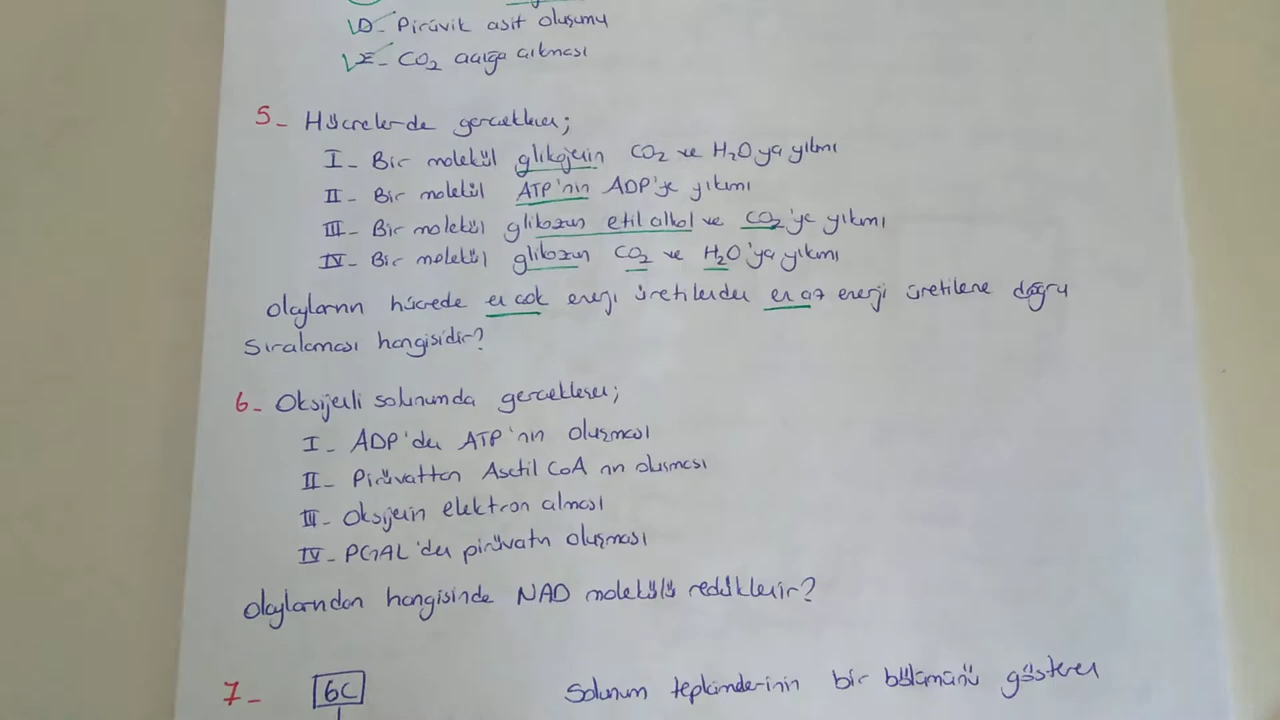 D- Pirüvik asit oluşumu
E- CO2 açığa çıkması
5- Hücrelerde gerçekleşen;
I- Bir molekül glikojenin CO2 ve H2O ya yıkımı
II- Bir molekül ATP'nin ADP'ye yıkımı
III- Bir molekül glikozun etil alkol ve CO2'ye yıkımı
IV- Bir molekül glikozun CO2 ve H2O'ya yıkımı
olayların hücrede en çok enerji üretilenden en az enerji üretilene doğru
sıralaması hangisidir?
6- Oksijenli solunumda gerçekleşen;
I- ADP'den ATP'nin oluşması
II- Pirüvattan Asetil CoA nın oluşması
III- Oksijenin elektron alması
IV- PGAL'den pirüvatın oluşması
olaylarından hangisinde NAD molekülü redüklenir?
7- 6C Solunum tepkimelerinin bir bölümünü gösteren